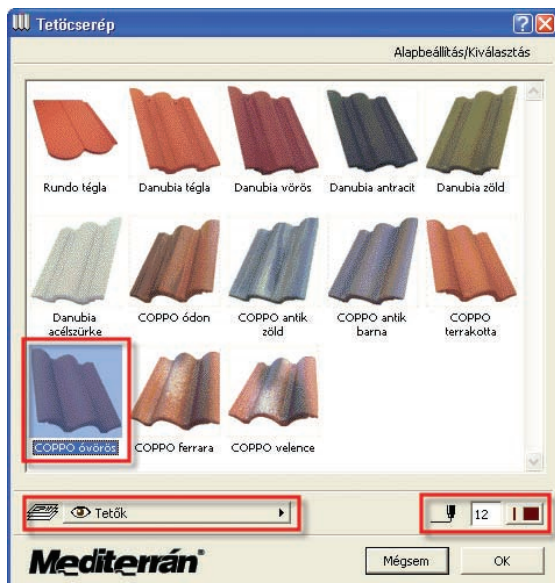 Tetőcserép
Alapbeállítás/Kiválasztás
Rundo tégla
Danubia tégla
Danubia vörös
Danubia antracit
Danubia zöld
Danubia acélszürke
COPPO ódon
COPPO antik zöld
COPPO antik barna
COPPO terrakotta
COPPO óvörös
COPPO ferrara
COPPO velence
Tetők
12
Mediterrán
Mégsem
OK